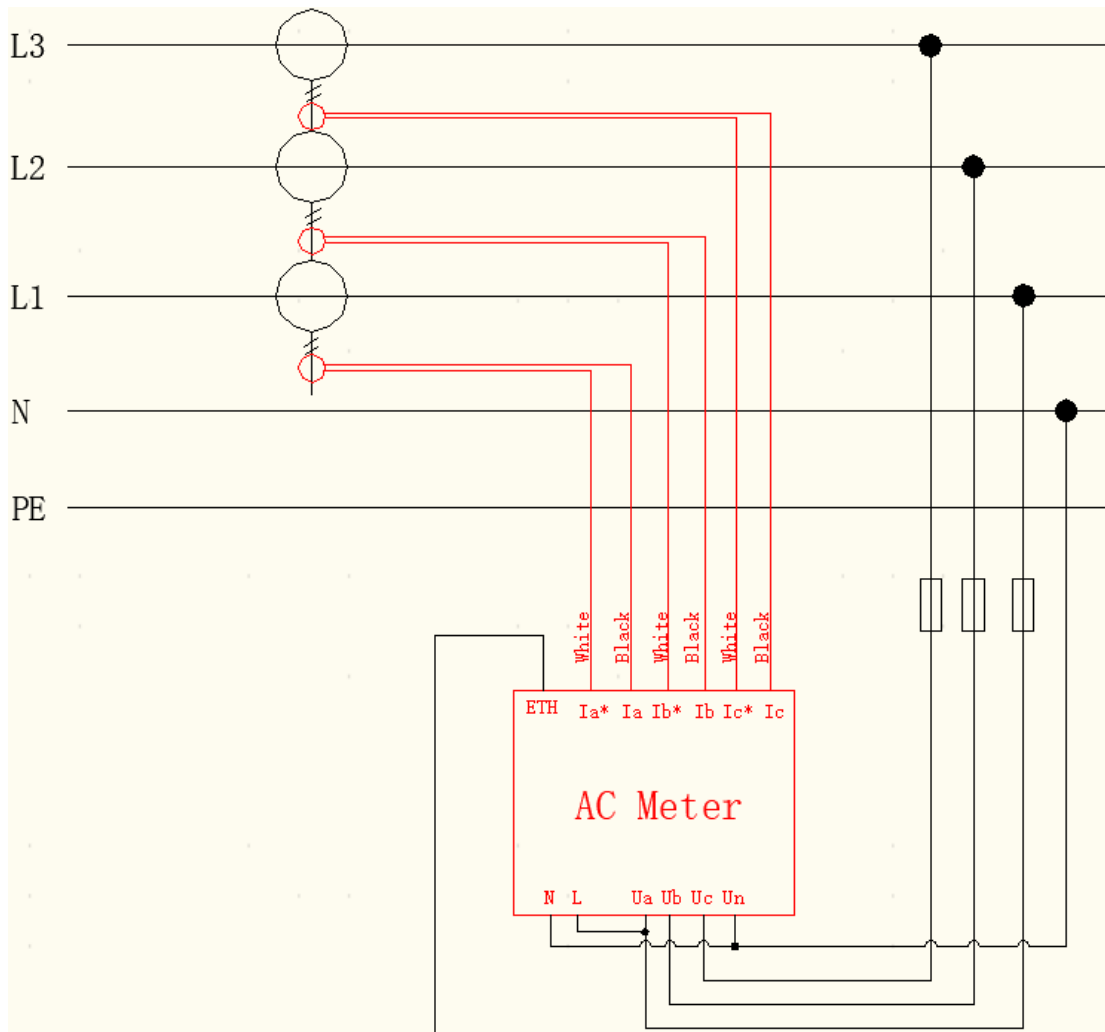 L3
L2
L1
N
PE
White
Black
White
Black
White
Black
ETH Ia* Ia Ib* Ib Ic* Ic
AC Meter
N L Ua Ub Uc Un